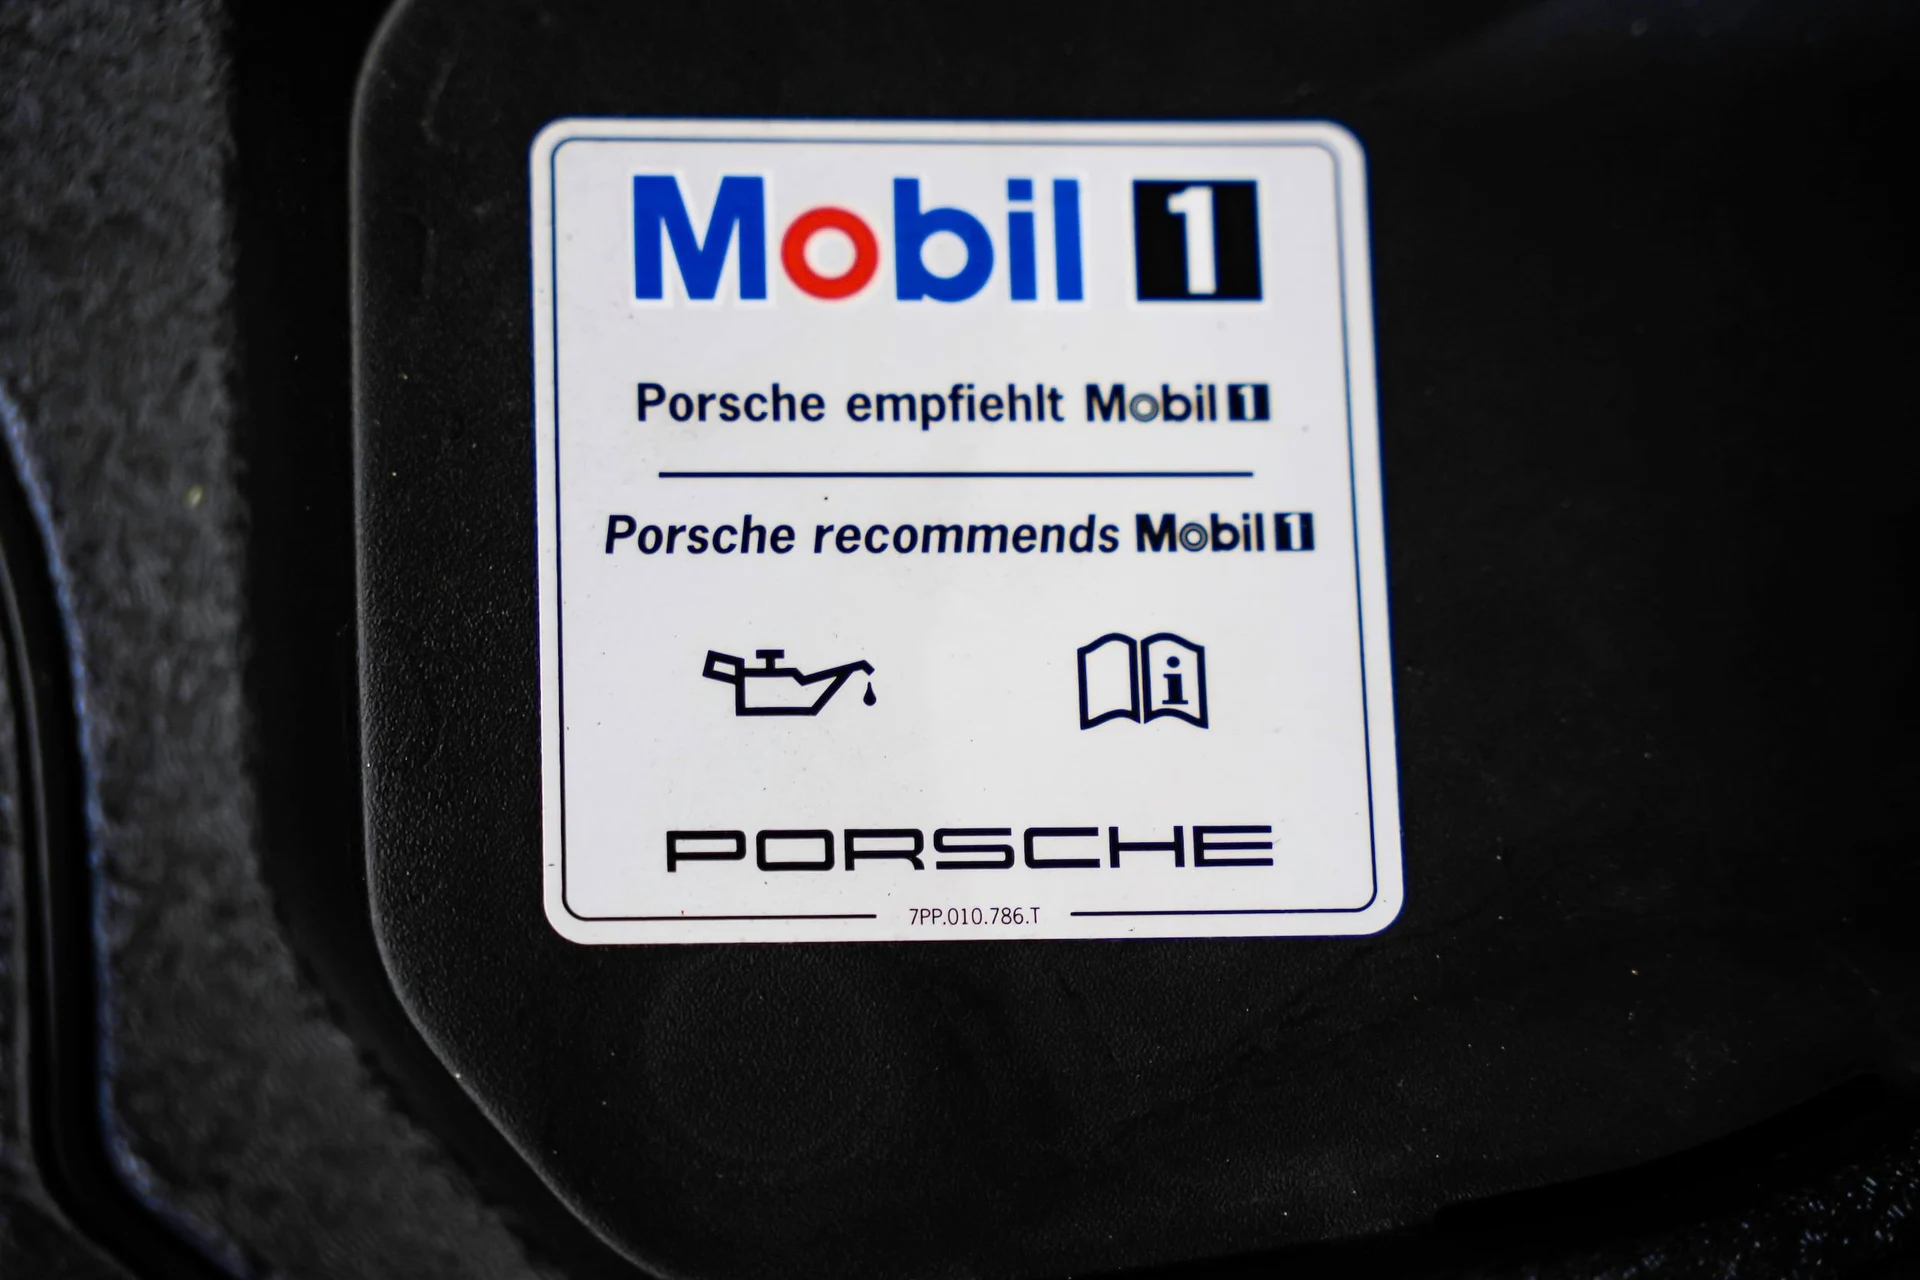 Mobil 1
Porsche empfiehlt Mobil 1
Porsche recommends Mobil 1
i
PORSCHE
7PP.010.786.T